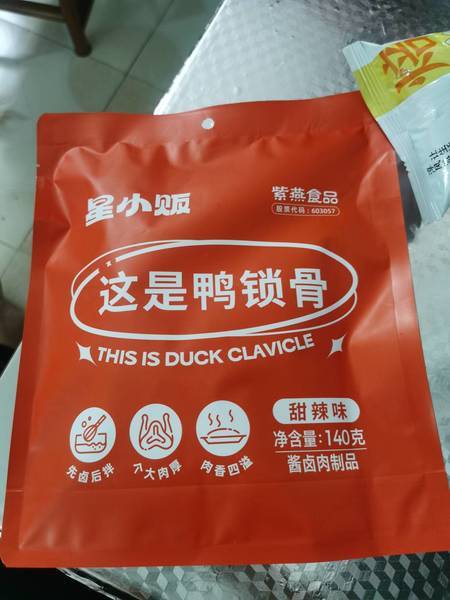 星小贩
紫燕食品
股票代码:603057
这是鸭锁骨
THIS IS DUCK CLAVICLE
甜辣味
净含量:140克
酱卤肉制品
先卤后拌
个大肉厚
肉香四溢